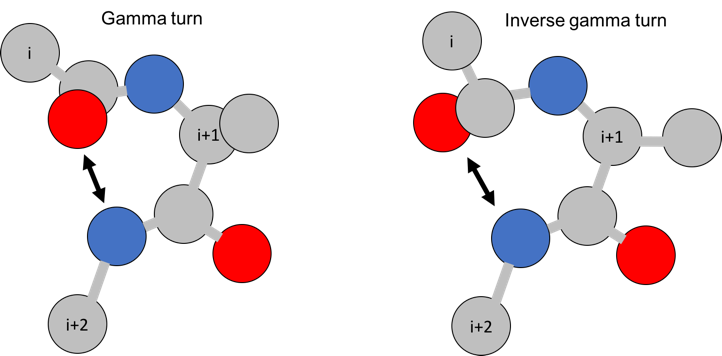 Gamma turn
i
i+1
i+2
Inverse gamma turn
i
i+1
i+2